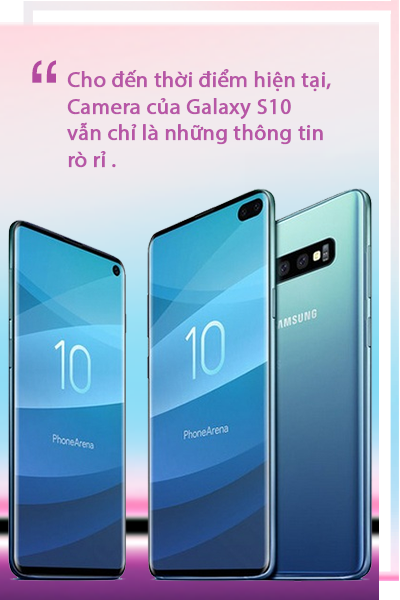 “ Cho đến thời điểm hiện tại,
Camera của Galaxy S10
vẫn chỉ là những thông tin
rò rỉ .
10
PhoneArena
10
PhoneArena
SAMSUNG